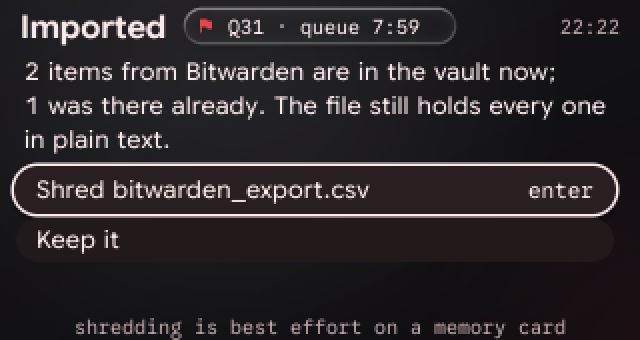 Imported
Q31 · queue 7:59
22:22
2 items from Bitwarden are in the vault now;
1 was there already. The file still holds every one
in plain text.
Shred bitwarden_export.csv enter
Keep it
shredding is best effort on a memory card